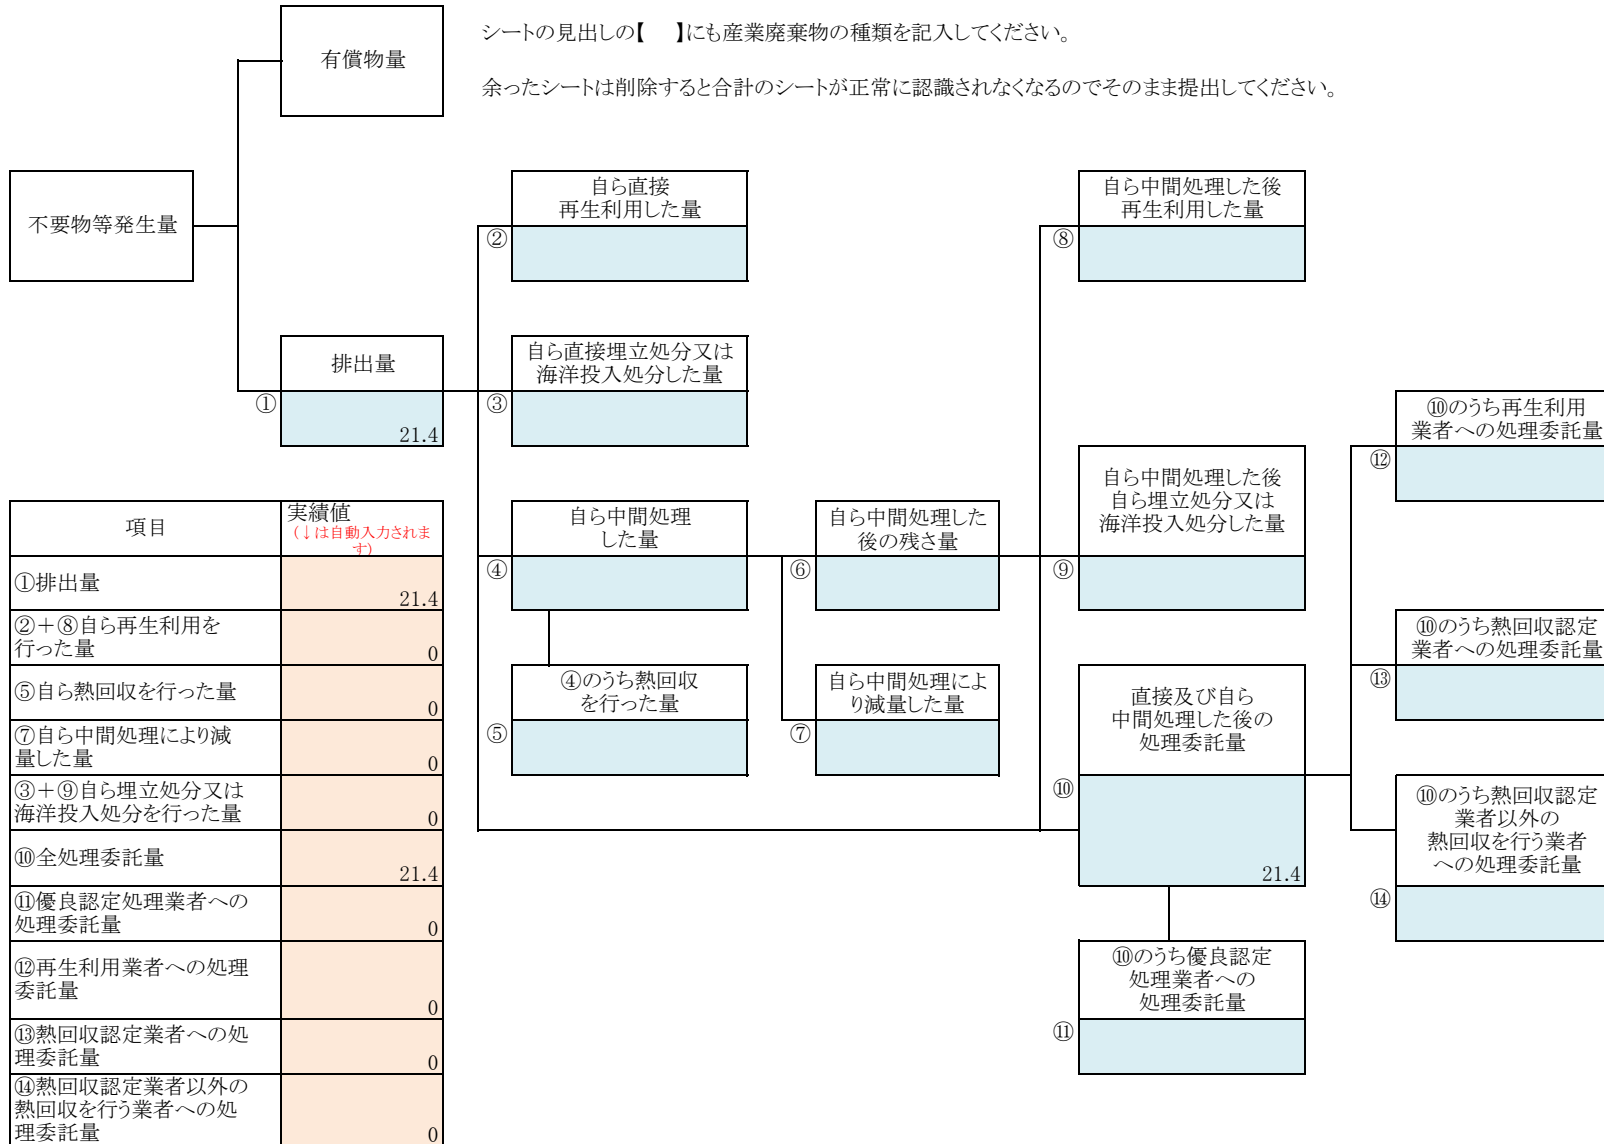 シートの見出しの【　】にも産業廃棄物の種類を記入してください。
余ったシートは削除すると合計のシートが正常に認識されなくなるのでそのまま提出してください。
有償物量
不要物等発生量
排出量
①
21.4
自ら直接
再生利用した量
②
自ら直接埋立処分又は
海洋投入処分した量
③
自ら中間処理
した量
④
④のうち熱回収
を行った量
⑤
自ら中間処理した
後の残さ量
⑥
自ら中間処理によ
り減量した量
⑦
自ら中間処理した後
再生利用した量
⑧
自ら中間処理した後
自ら埋立処分又は
海洋投入処分した量
⑨
直接及び自ら
中間処理した後の
処理委託量
⑩
21.4
⑩のうち優良認定
処理業者への
処理委託量
⑪
⑩のうち再生利用
業者への処理委託量
⑫
⑩のうち熱回収認定
業者への処理委託量
⑬
⑩のうち熱回収認定
業者以外の
熱回収を行う業者
への処理委託量
⑭
項目
実績値
(↓は自動入力されま
す)
①排出量
21.4
②＋⑧自ら再生利用を
行った量
0
⑤自ら熱回収を行った量
0
⑦自ら中間処理により減
量した量
0
③＋⑨自ら埋立処分又は
海洋投入処分を行った量
0
⑩全処理委託量
21.4
⑪優良認定処理業者への
処理委託量
0
⑫再生利用業者への処理
委託量
0
⑬熱回収認定業者への処
理委託量
0
⑭熱回収認定業者以外の
熱回収を行う業者への処
理委託量
0